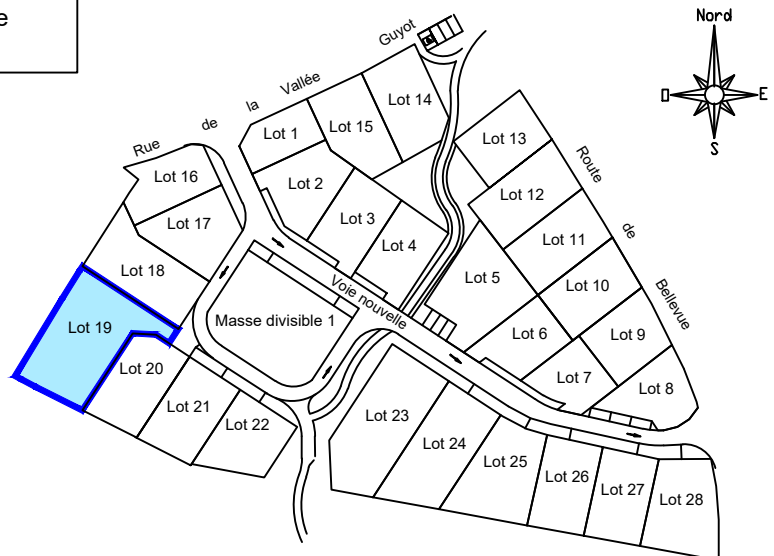 e
Nord
E
S
Rue de la Vallée Guyot
Lot 14
Lot 1
Lot 15
Lot 13
Lot 16
Lot 2
Lot 12
Route de Bellevue
Lot 17
Lot 3
Lot 4
Lot 11
Lot 18
Lot 5
Lot 10
Voie nouvelle
Lot 19
Masse divisible 1
Lot 6
Lot 9
Lot 20
Lot 7
Lot 8
Lot 21
Lot 22
Lot 23
Lot 24
Lot 25
Lot 26
Lot 27
Lot 28